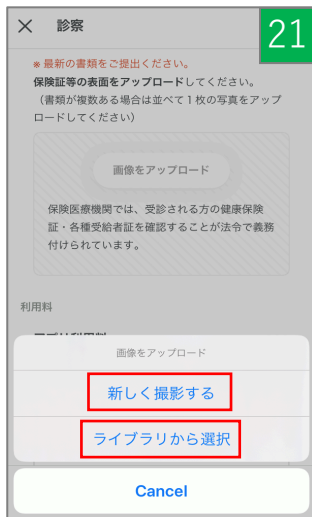 診察
21
※最新の書類をご提出ください。
保険証等の表面をアップロードしてください。
（書類が複数ある場合は並べて１枚の写真をアップ
ロードしてください）
画像をアップロード
保険医療機関では、受診される方の健康保険
証・各種受給者証を確認することが法令で義務
付けられています。
利用料
アプリ利用料
画像をアップロード
新しく撮影する
ライブラリから選択
Cancel